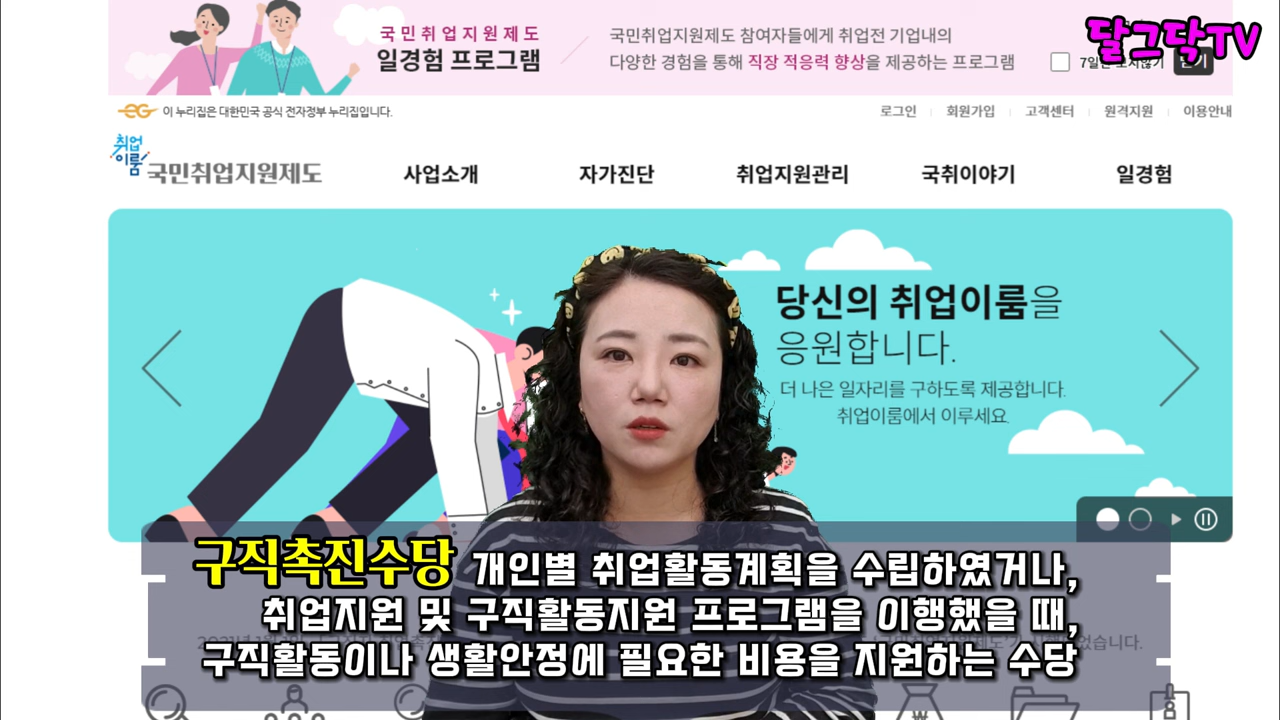 국민취업지원제도
일경험 프로그램
국민취업지원제도 참여자들에게 취업전 기업내의
다양한 경험을 통해 직장 적응력 향상을 제공하는 프로그램
달그닥TV
이 누리집은 대한민국 공식 전자정부 누리집입니다.
로그인 회원가입 고객센터 원격지원 이용안내
취업
이룸
국민취업지원제도
사업소개 자가진단 취업지원관리 국취이야기 일경험
당신의 취업이룸을
응원합니다.
더 나은 일자리를 구하도록 제공합니다.
취업이룸에서 이루세요.
구직촉진수당 개인별 취업활동계획을 수립하였거나,
취업지원 및 구직활동지원 프로그램을 이행했을 때,
구직활동이나 생활안정에 필요한 비용을 지원하는 수당